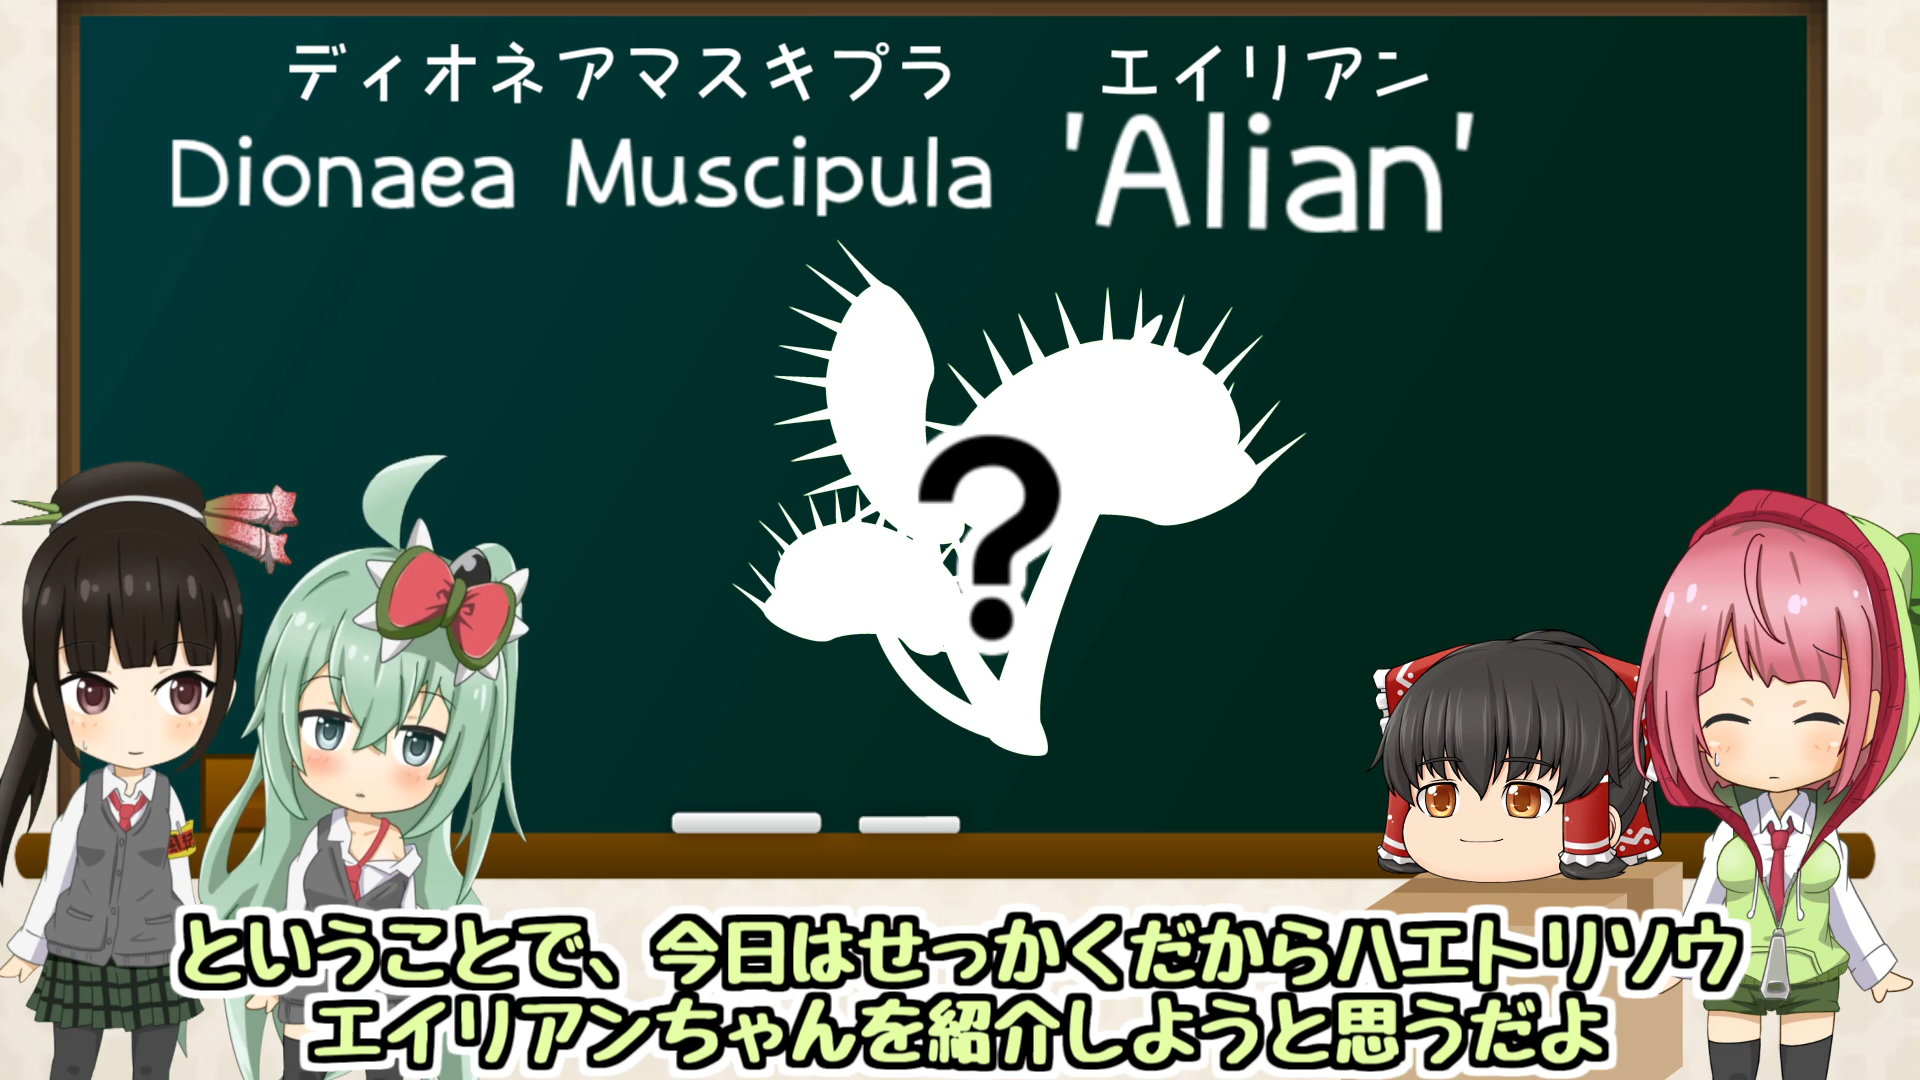 ディオネアマスキプラ エイリアン
Dionaea Muscipula 'Alian'
?
ということで、今日はせっかくだからハエトリソウ
エイリアンちゃんを紹介しようと思うだよ